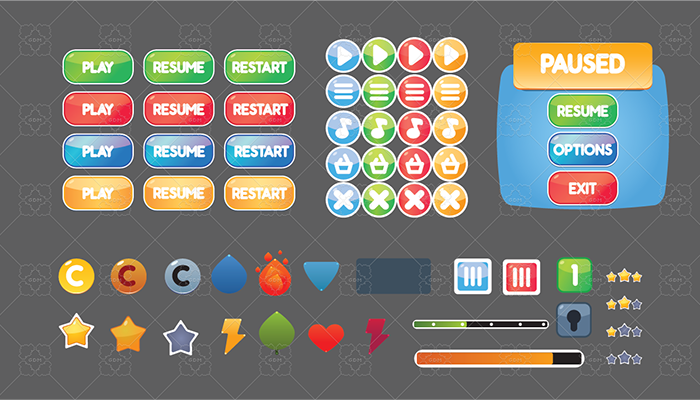 PLAY RESUME RESTART
PLAY RESUME RESTART
PLAY RESUME RESTART
PLAY RESUME RESTART
PAUSED
RESUME
OPTIONS
EXIT
C C C
1